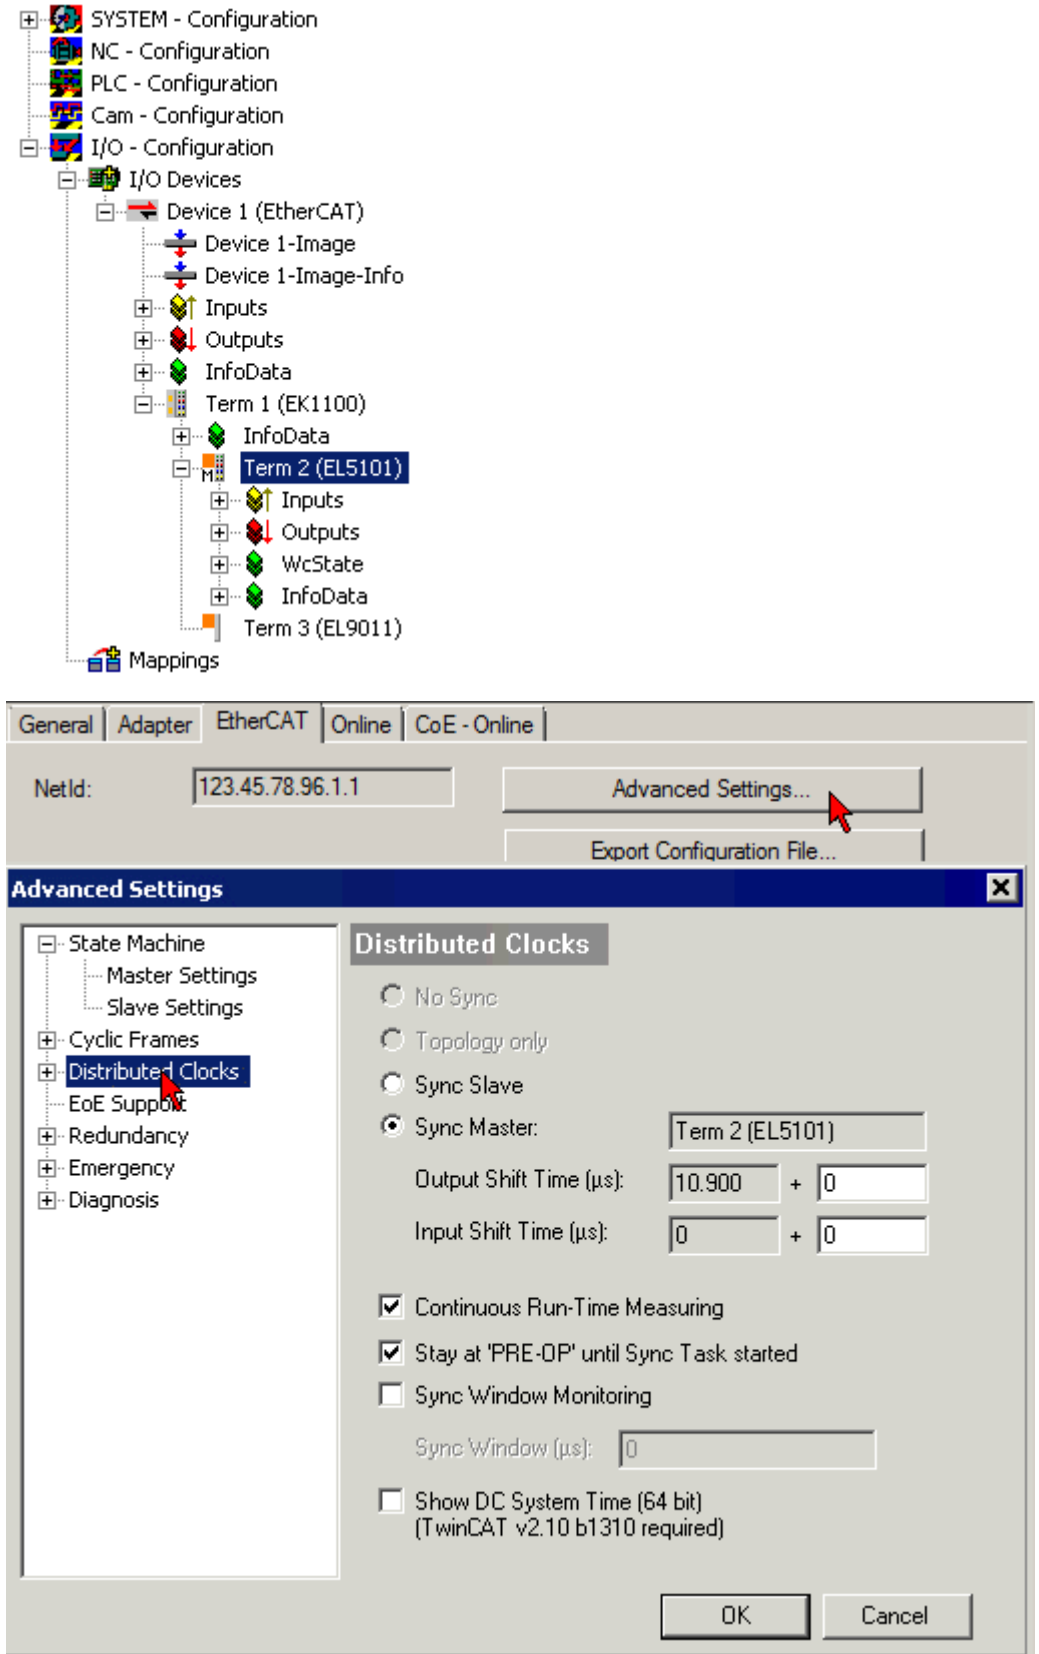 SYSTEM - Configuration
NC - Configuration
PLC - Configuration
Cam - Configuration
I/O - Configuration
I/O Devices
Device 1 (EtherCAT)
Device 1-Image
Device 1-Image-Info
Inputs
Outputs
InfoData
Term 1 (EK1100)
InfoData
M
Term 2 (EL5101)
Inputs
Outputs
WcState
InfoData
Term 3 (EL9011)
Mappings
General Adapter EtherCAT Online CoE - Online
NetId: 123.45.78.96.1.1 Advanced Settings...
Export Configuration File...
Advanced Settings
State Machine
Master Settings
Slave Settings
Cyclic Frames
Distributed Clocks
EoE Support
Redundancy
Emergency
Diagnosis
Distributed Clocks
No Sync
Topology only
Sync Slave
Sync Master: Term 2 (EL5101)
Output Shift Time (µs): 10.900 + 0
Input Shift Time (µs): 0 + 0
Continuous Run-Time Measuring
Stay at 'PRE-OP' until Sync Task started
Sync Window Monitoring
Sync Window (µs): 0
Show DC System Time (64 bit)
(TwinCAT v2.10 b1310 required)
OK Cancel